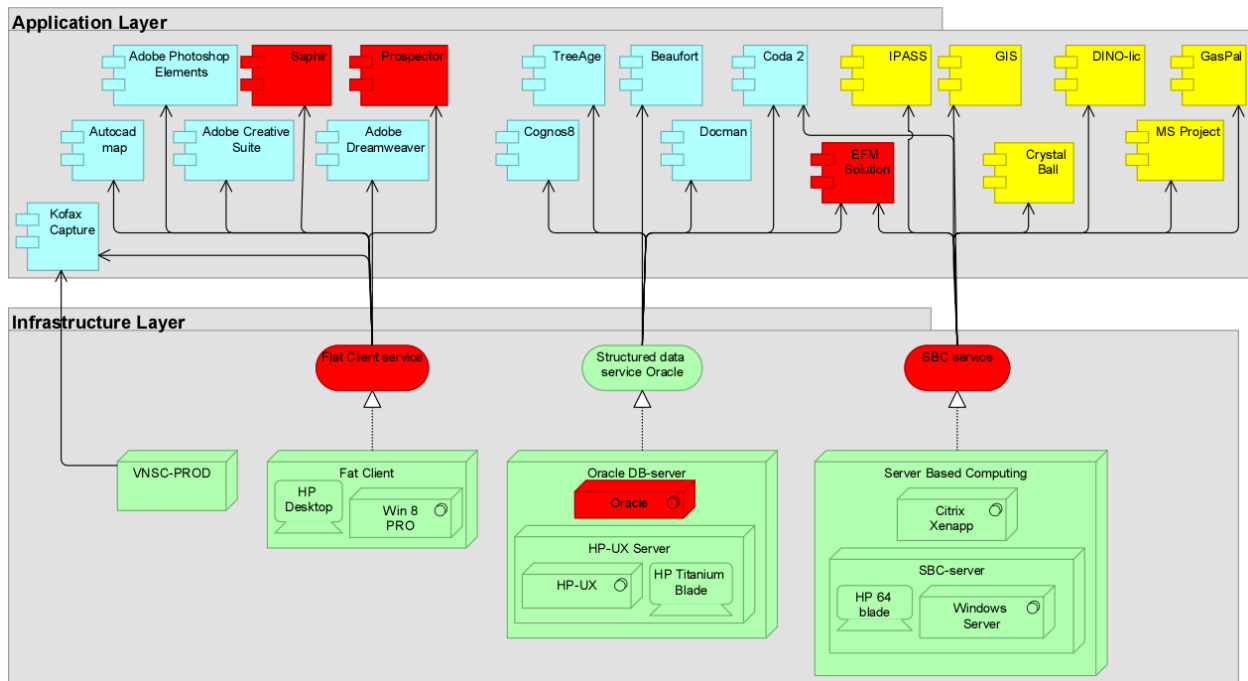 Application Layer
Adobe Photoshop
Elements
Saphir
Prospector
TreeAge
Beaufort
Coda 2
IPASS
GIS
DINO-lic
GasPal
Autocad
map
Adobe Creative
Suite
Adobe
Dreamweaver
Cognos8
Docman
EFM
Solution
Crystal
Ball
MS Project
Kofax
Capture
Infrastructure Layer
Flat Client service
Structured data
service Oracle
SBC service
VNSC-PROD
Fat Client
HP
Desktop
Win 8
PRO
Oracle DB-server
Oracle
HP-UX Server
HP-UX
HP Titanium
Blade
Server Based Computing
Citrix
Xenapp
SBC-server
HP 64
blade
Windows
Server